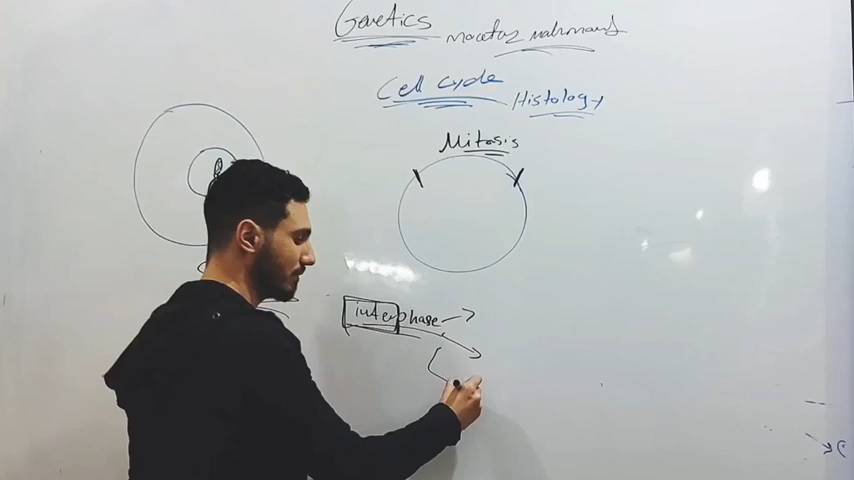 Genetics
Cell cycle Histology
Mitosis
interphase